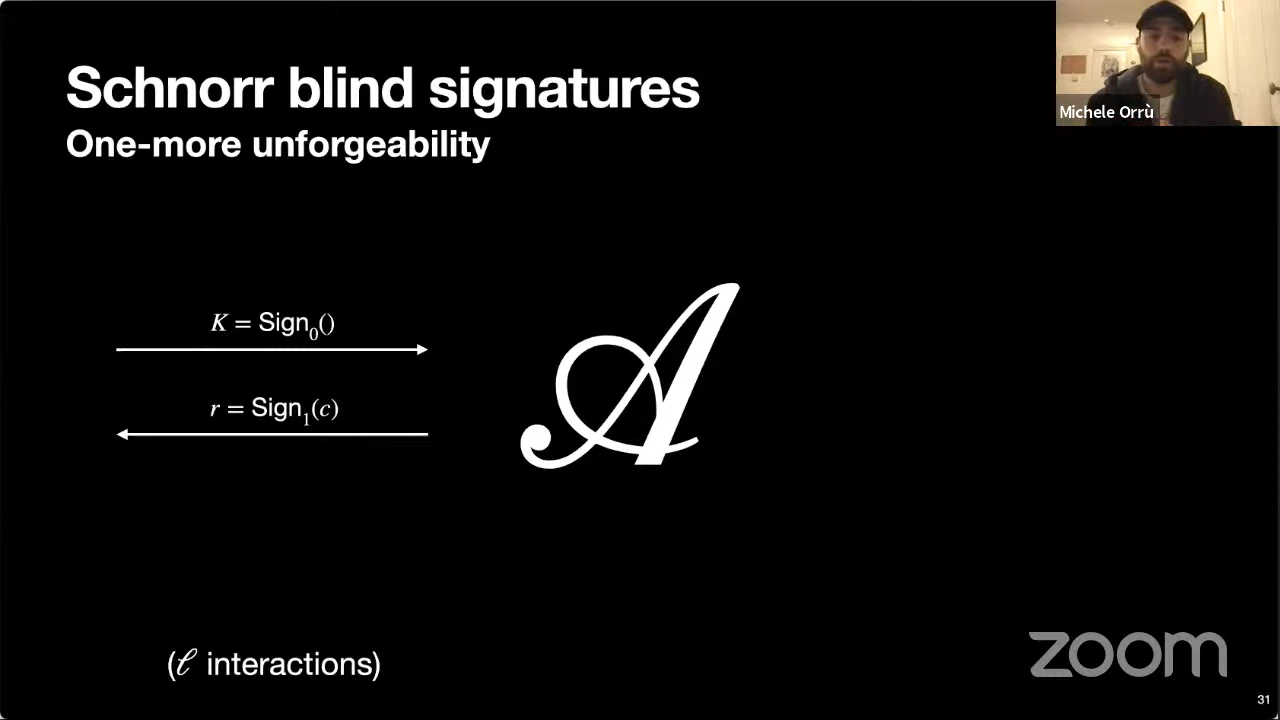 Schnorr blind signatures
One-more unforgeability
Michele Orrù
K = Sign₀()
r = Sign₁(c)
𝒜
(ℓ interactions)
zoom
31